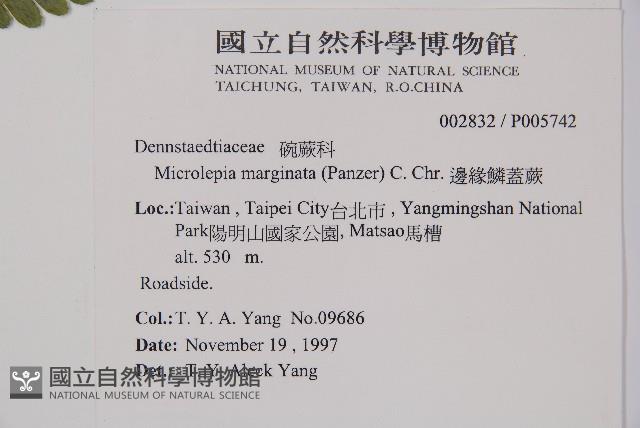 國立自然科學博物館
NATIONAL MUSEUM OF NATURAL SCIENCE
TAICHUNG, TAIWAN, R.O.CHINA
002832 / P005742
Dennstaedtiaceae 碗蕨科
Microlepia marginata (Panzer) C. Chr. 邊緣鱗蓋蕨
Loc.:Taiwan , Taipei City台北市 , Yangmingshan National
Park陽明山國家公園, Matsao馬槽
alt. 530 m.
Roadside.
Col.: T. Y. A. Yang No.09686
Date: November 19 , 1997
Det.: T. Y. Aleck Yang
國立自然科學博物館
NATIONAL MUSEUM OF NATURAL SCIENCE